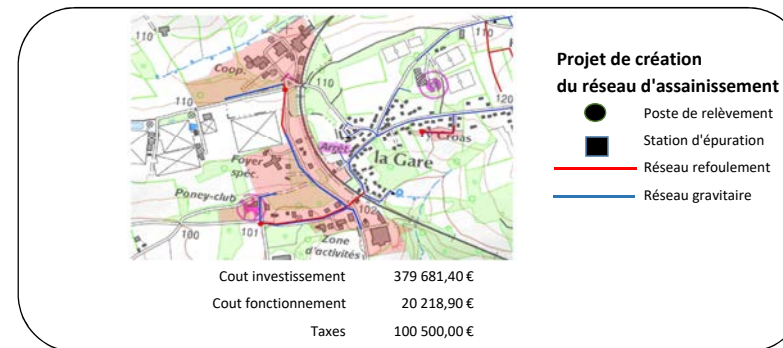 110
110
Coop.
110
110
120
Croas
Arrêt
la Gare
Foyer
spéc.
Poney-club
102
101
100
Zone
d'activités
Projet de création
du réseau d'assainissement
Poste de relèvement
Station d'épuration
Réseau refoulement
Réseau gravitaire
Cout investissement 379 681,40 €
Cout fonctionnement 20 218,90 €
Taxes 100 500,00 €